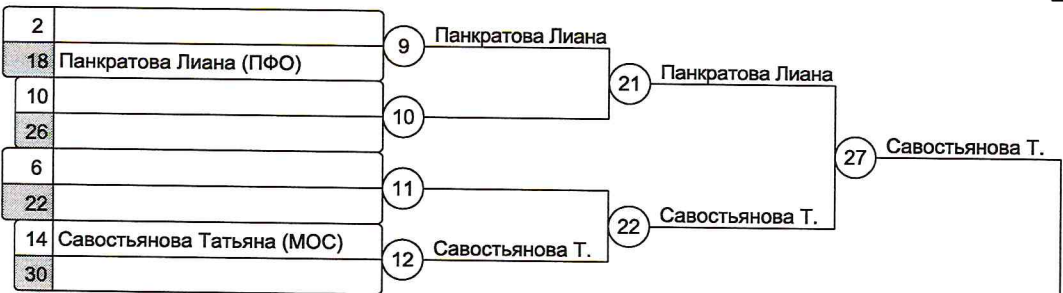 2
9
Панкратова Лиана
18 Панкратова Лиана (ПФО)
21
Панкратова Лиана
10
10
26
27
Савостьянова Т.
6
11
22
22
Савостьянова Т.
14 Савостьянова Татьяна (МОС)
12
Савостьянова Т.
30